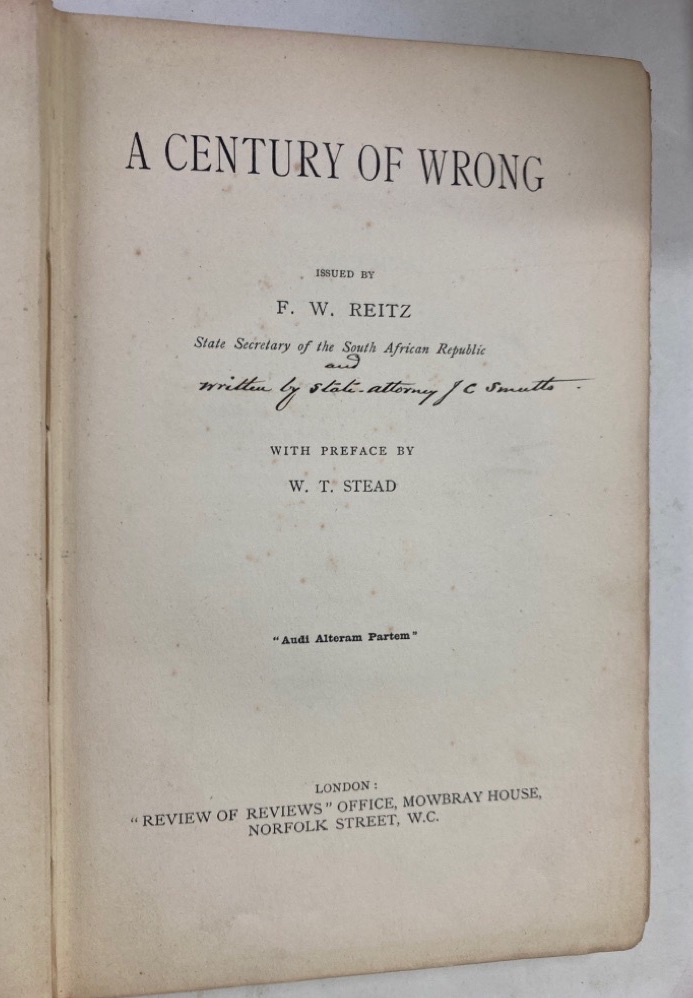 A CENTURY OF WRONG
ISSUED BY
F. W. REITZ
State Secretary of the South African Republic
and
written by state-attorney J C Smutts.
WITH PREFACE BY
W. T. STEAD
"Audi Alteram Partem"
LONDON:
"REVIEW OF REVIEWS" OFFICE, MOWBRAY HOUSE,
NORFOLK STREET, W.C.